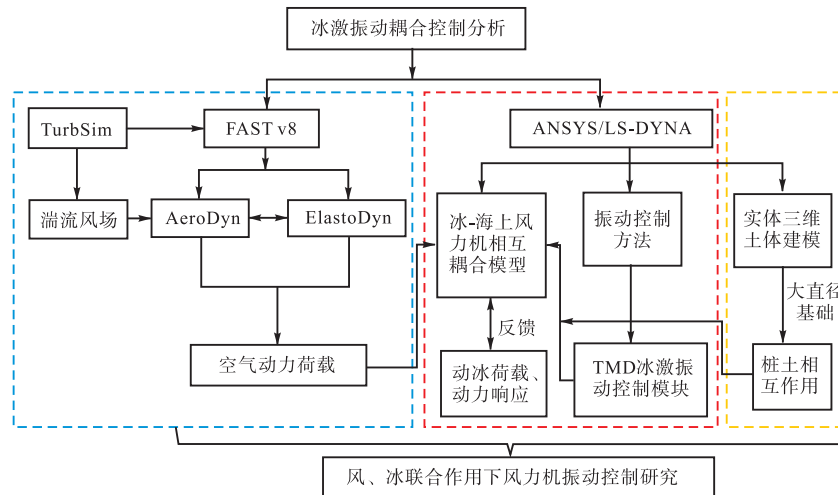 冰激振动耦合控制分析
TurbSim
FAST v8
ANSYS/LS-DYNA
湍流风场
AeroDyn
ElastoDyn
冰-海上风
力机相互
耦合模型
振动控制
方法
实体三维
土体建模
大直径
基础
反馈
空气动力荷载
动冰荷载、
动力响应
TMD冰激振
动控制模块
桩土相
互作用
风、冰联合作用下风力机振动控制研究